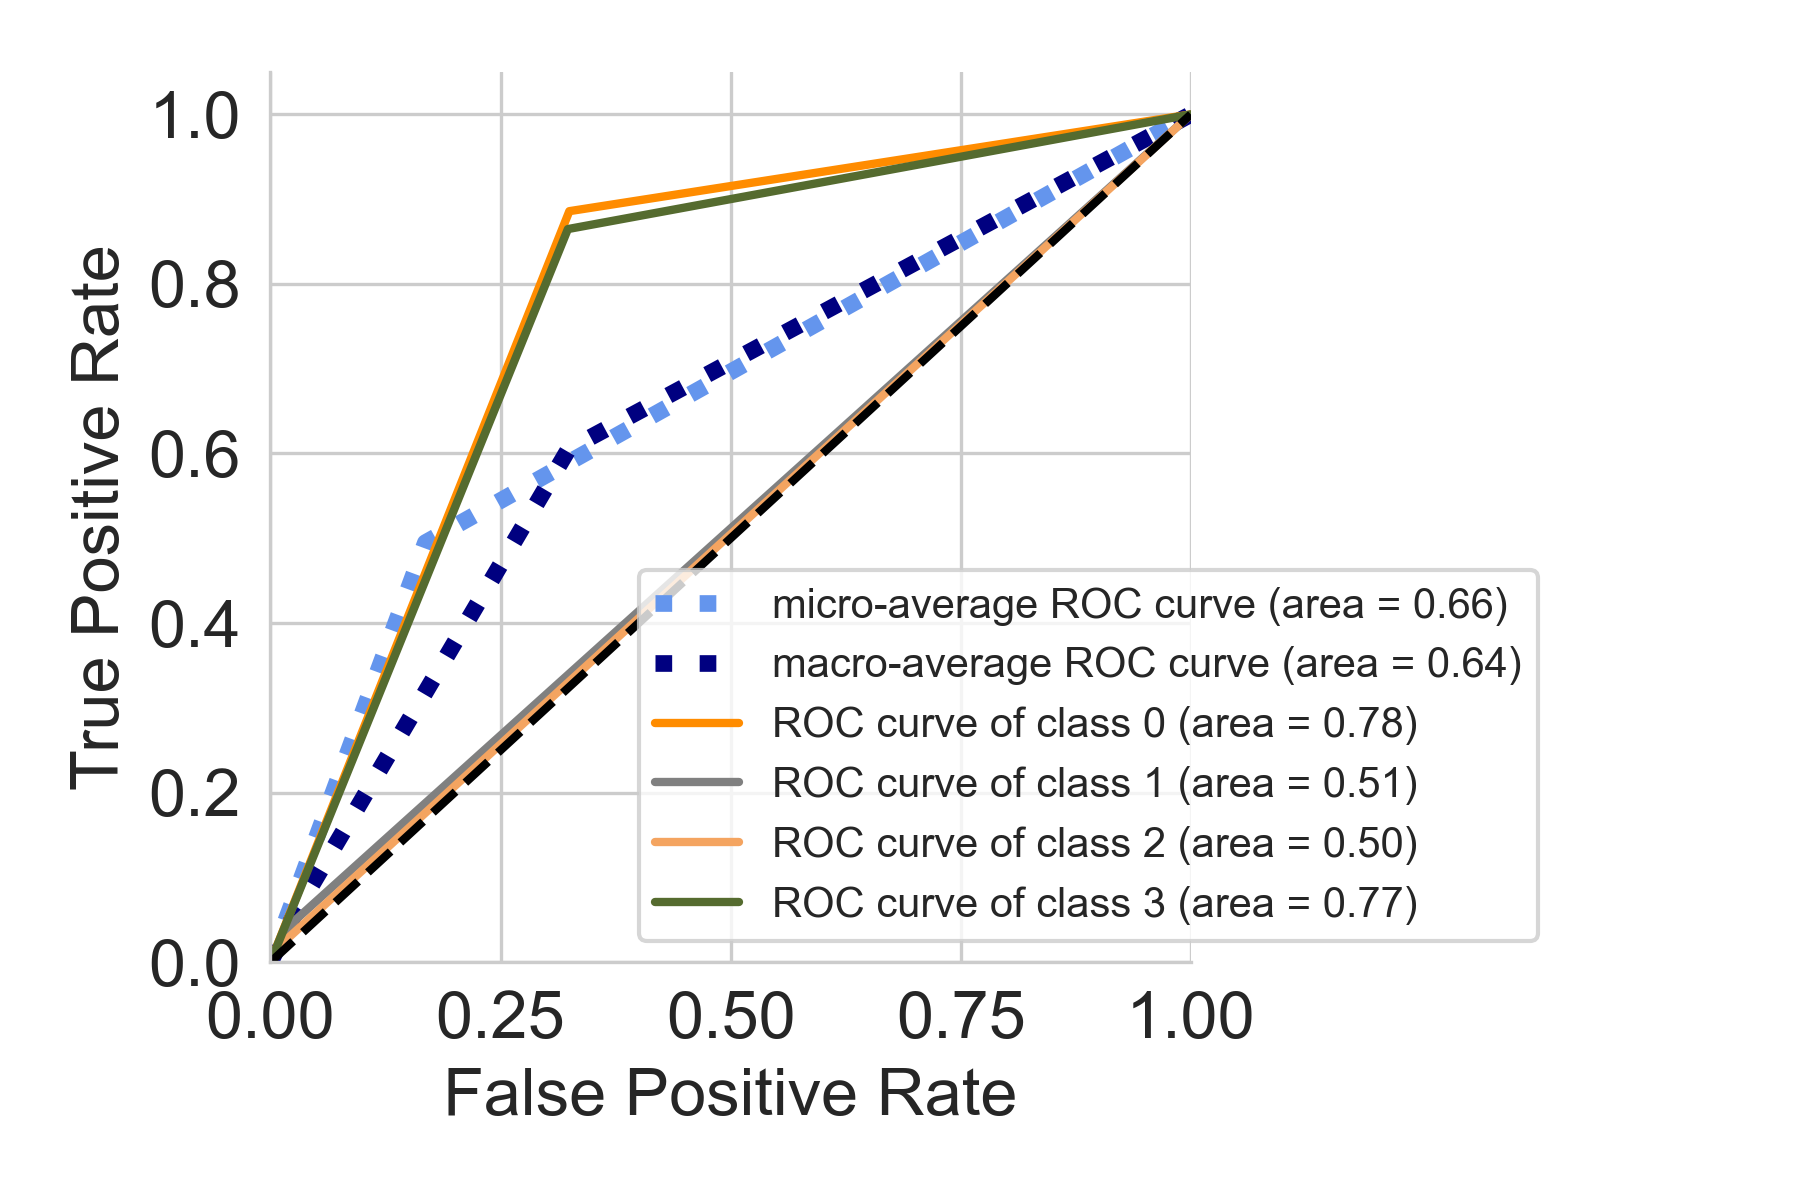 1.0
0.8
0.6
0.4
0.2
0.0
True Positive Rate
micro-average ROC curve (area = 0.66)
macro-average ROC curve (area = 0.64)
ROC curve of class 0 (area = 0.78)
ROC curve of class 1 (area = 0.51)
ROC curve of class 2 (area = 0.50)
ROC curve of class 3 (area = 0.77)
0.00 0.25 0.50 0.75 1.00
False Positive Rate